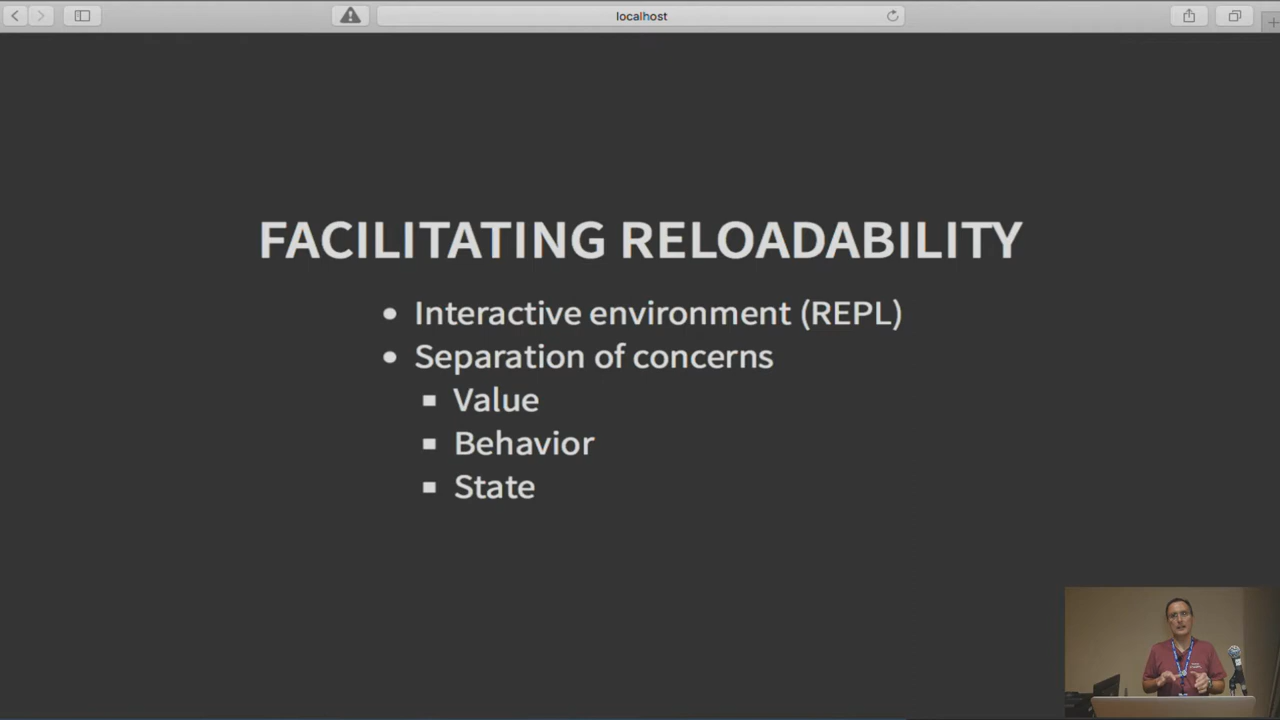 localhost
FACILITATING RELOADABILITY
Interactive environment (REPL)
Separation of concerns
Value
Behavior
State